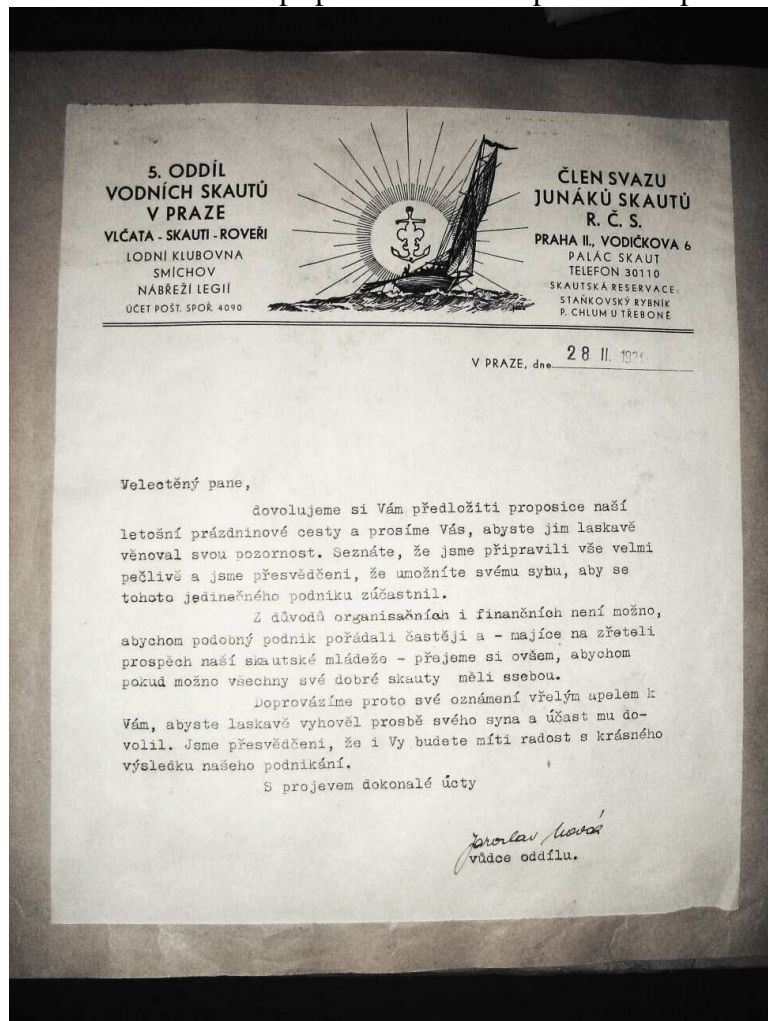 5. ODDÍL
VODNÍCH SKAUTŮ
V PRAZE
VLČATA - SKAUTI - ROVEŘI
LODNÍ KLUBOVNA
SMÍCHOV
NÁBŘEŽÍ LEGIÍ
ÚČET POŠT. SPOŘ. 4090
ČLEN SVAZU
JUNÁKŮ SKAUTŮ
R. Č. S.
PRAHA II., VODIČKOVA 6
PALÁC SKAUT
TELEFON 30110
SKAUTSKÁ RESERVACE:
STAŇKOVSKÝ RYBNÍK
P. CHLUM U TŘEBONĚ
V PRAZE, dne 28 II.
Velectěný pane,
dovolujeme si Vám předložiti proposice naší
letošní prázdninové cesty a prosíme Vás, abyste jim laskavě
věnoval svou pozornost. Seznáte, že jsme připravili vše velmi
pečlivě a jsme přesvědčeni, že umožníte svému sybu, aby se
tohoto jedinečného podniku zúčastnil.
Z důvodů organisačních i finančních není možno,
abychom podobný podnik pořádali častěji a - majíce na zřeteli
prospěch naší skautské mládeže - přejeme si ovšem, abychom
pokud možno všechny své dobré skauty měli ssebou.
Doprovázíme proto své oznámení vřelým apelem k
Vám, abyste laskavě vyhověl prosbě svého syna a účast mu do-
volil. Jsme přesvědčeni, že i Vy budete míti radost s krásného
výsledku našeho podnikání.
S projevem dokonalé úcty
Jaroslav Novák
vůdce oddílu.